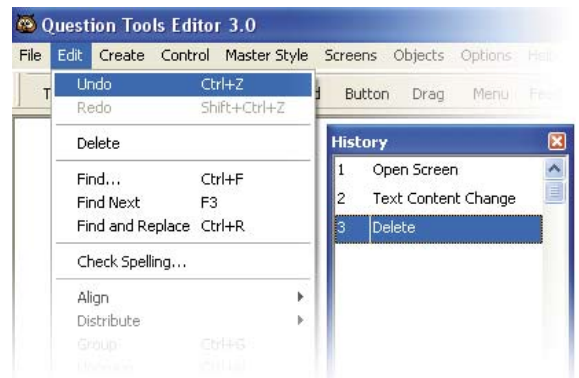 Question Tools Editor 3.0
File Edit Create Control Master Style Screens Objects Options Help
Button Drag Menu
Undo Ctrl+Z
Redo Shift+Ctrl+Z
Delete
Find... Ctrl+F
Find Next F3
Find and Replace Ctrl+R
Check Spelling...
Align
Distribute
Group Ctrl+G
History
1 Open Screen
2 Text Content Change
3 Delete